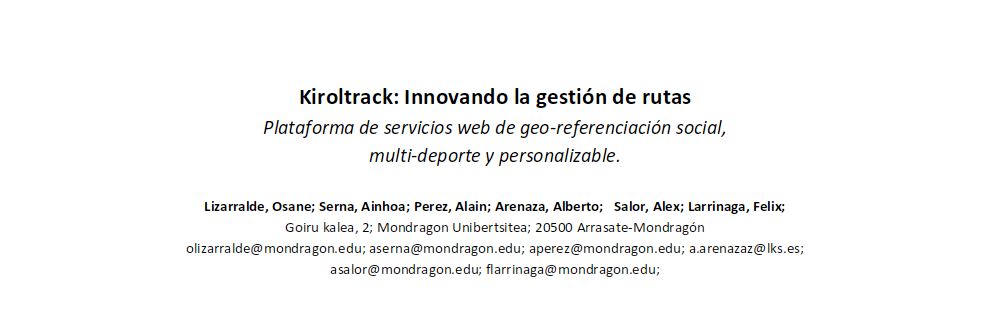 Kiroltrack: Innovando la gestión de rutas
Plataforma de servicios web de geo-referenciación social,
multi-deporte y personalizable.
Lizarralde, Osane; Serna, Ainhoa; Perez, Alain; Arenaza, Alberto; Salor, Alex; Larrinaga, Felix;
Goiru kalea, 2; Mondragon Unibertsitea; 20500 Arrasate-Mondragón
olizarralde@mondragon.edu; aserna@mondragon.edu; aperez@mondragon.edu; a.arenazaz@lks.es;
asalor@mondragon.edu; flarrinaga@mondragon.edu;